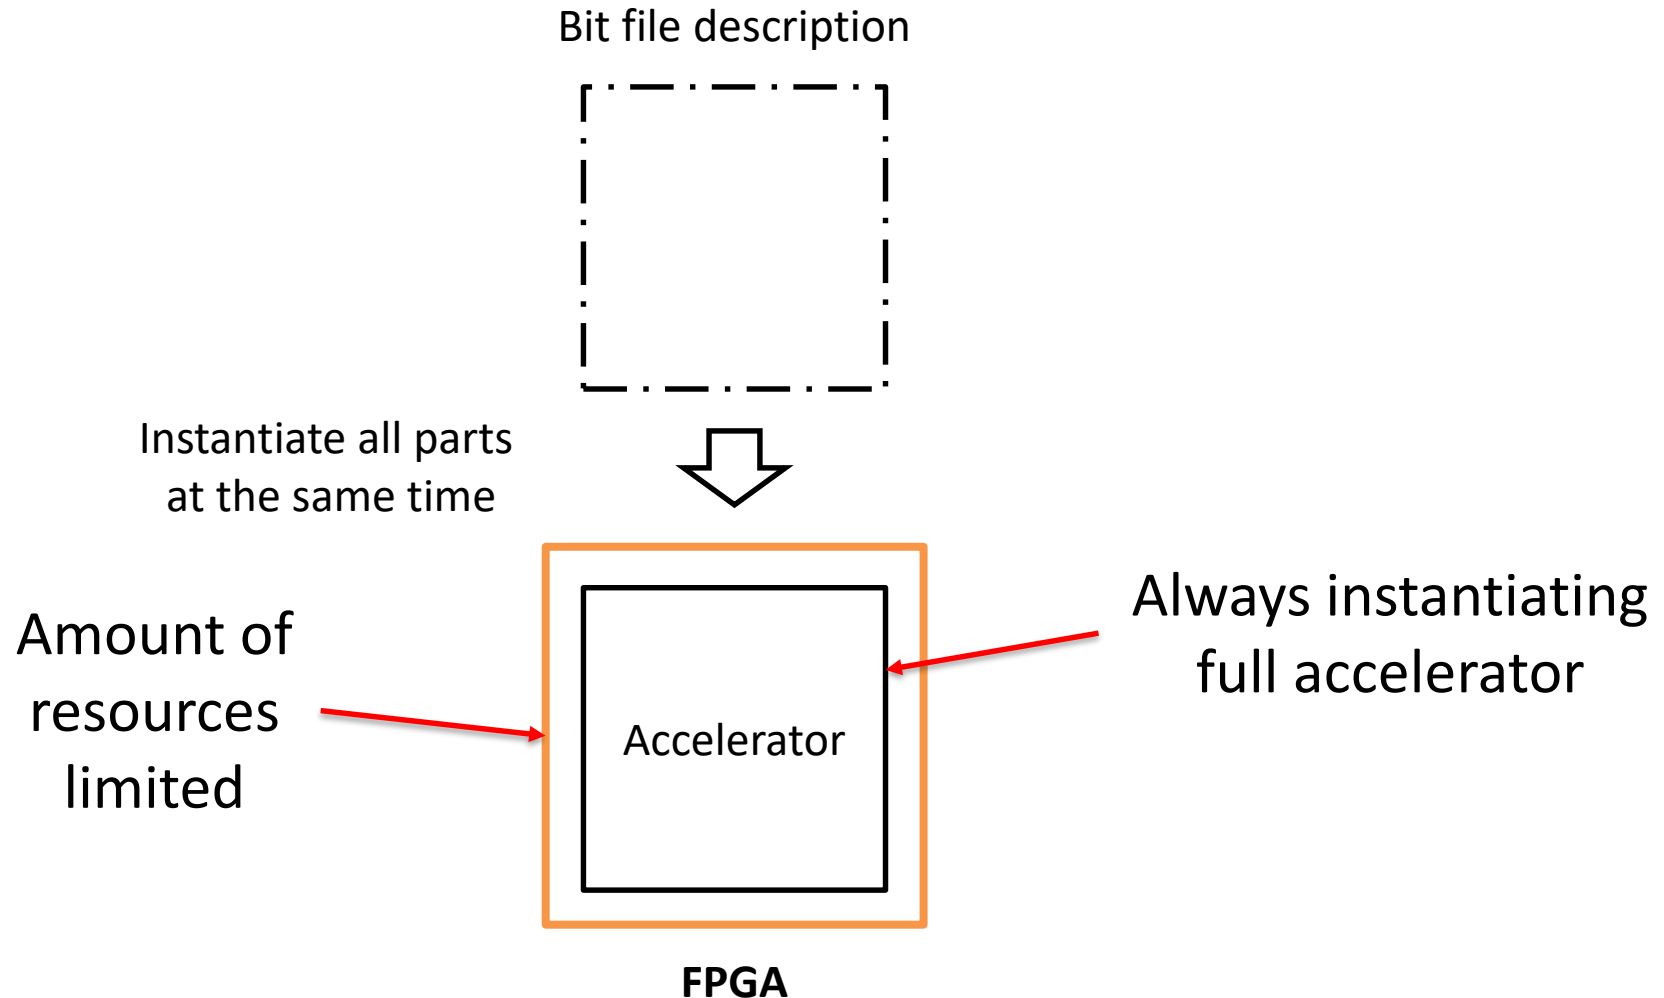 Bit file description
Instantiate all parts
at the same time
Amount of
resources
limited
Accelerator
Always instantiating
full accelerator
FPGA